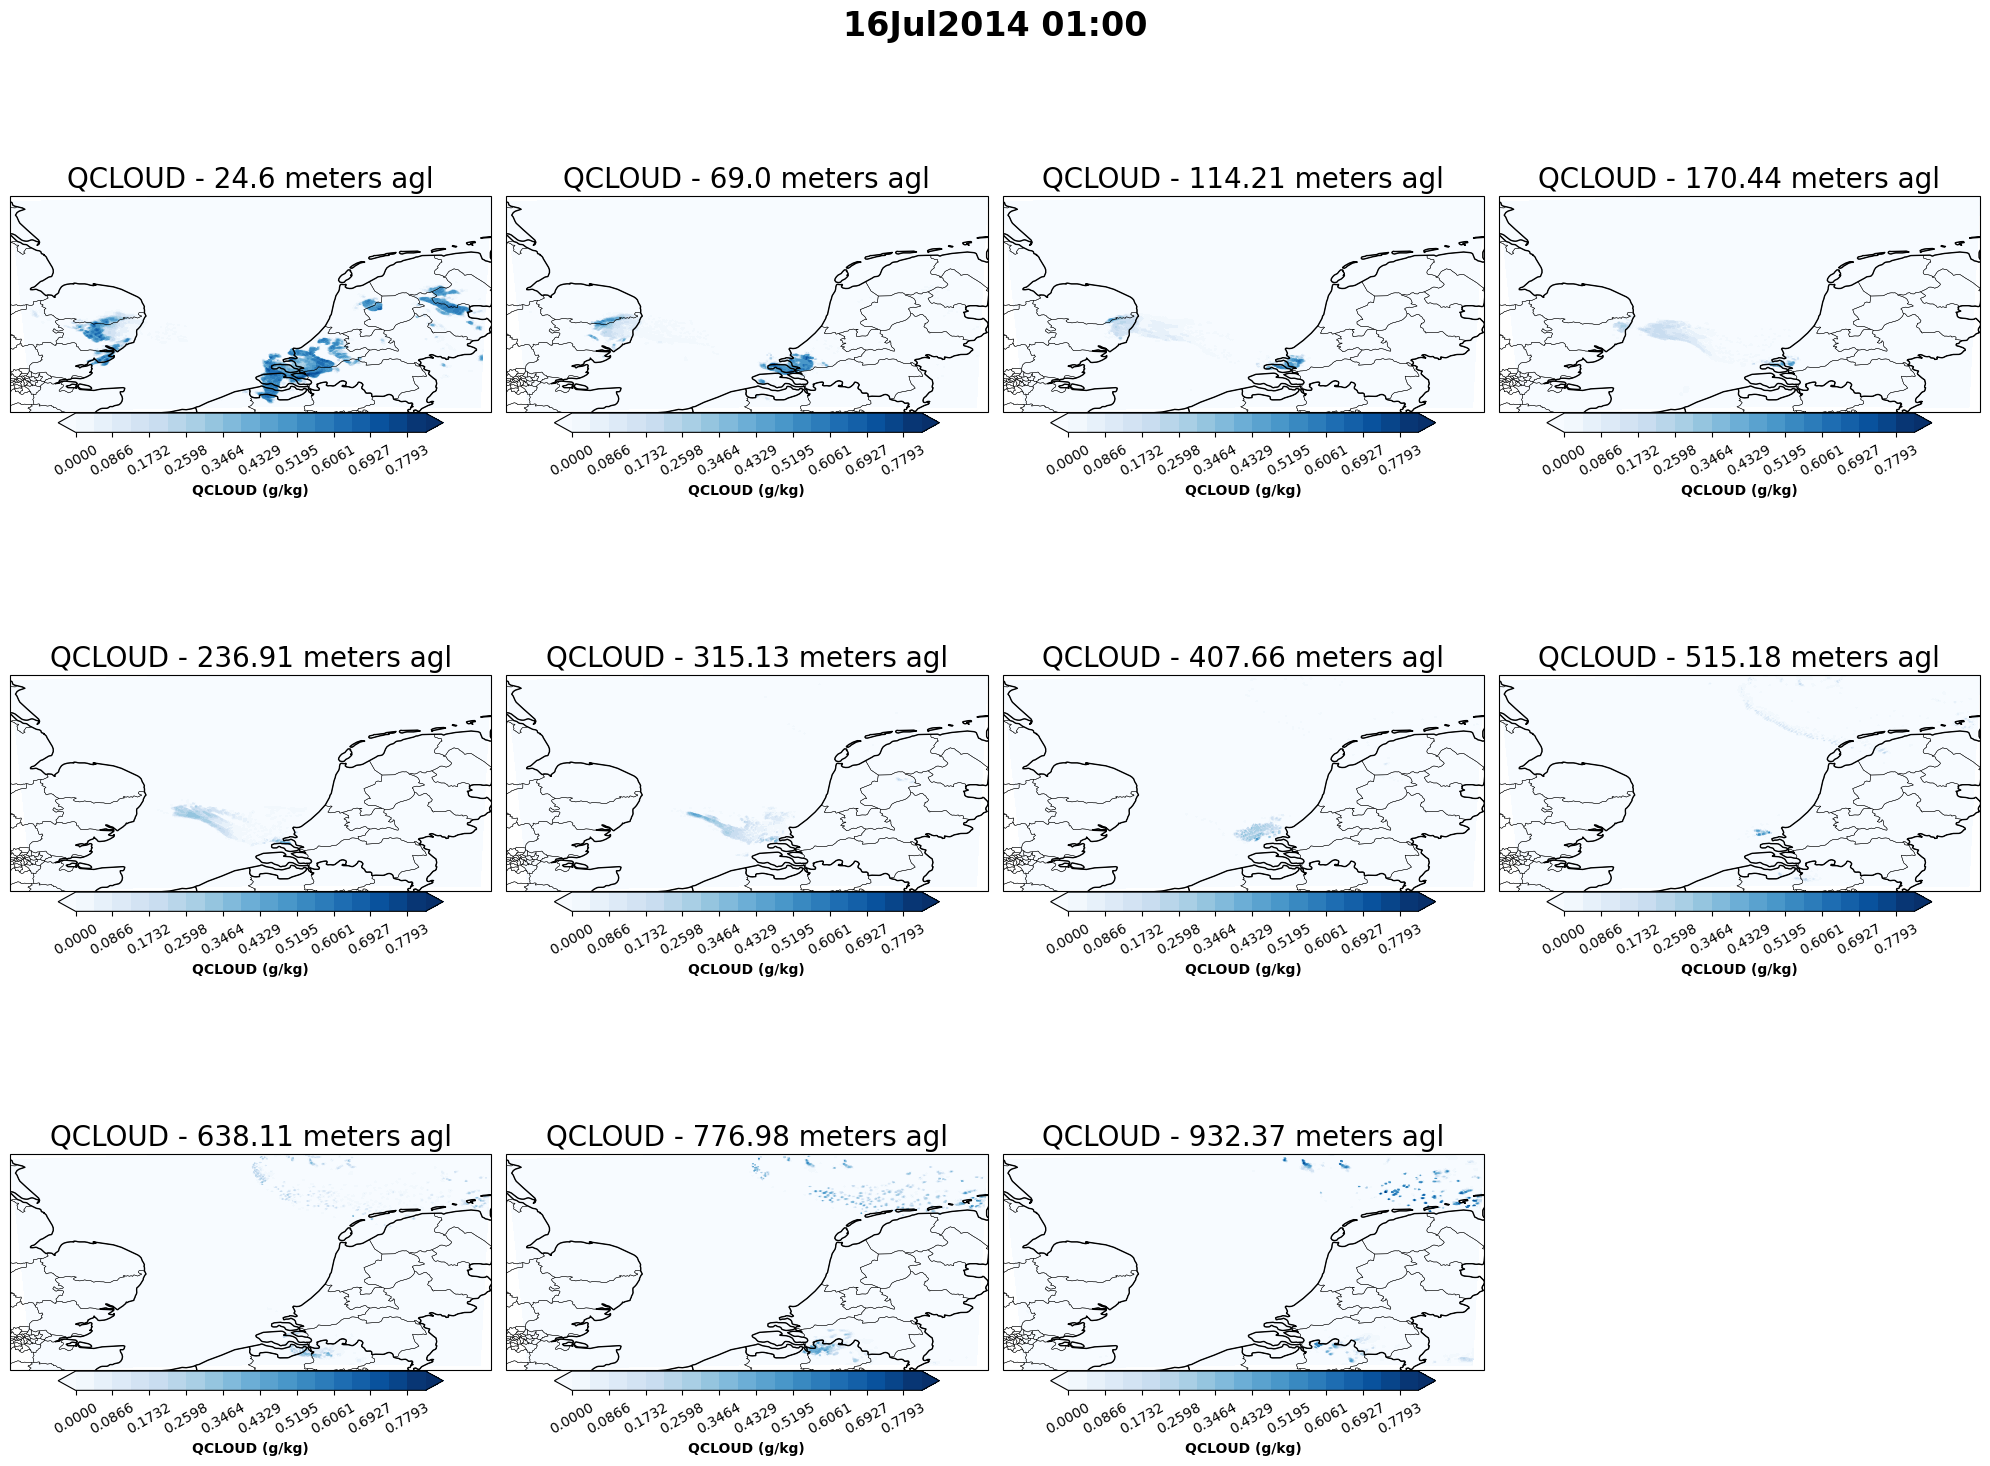 16Jul2014 01:00
QCLOUD - 24.6 meters agl
QCLOUD - 69.0 meters agl
QCLOUD - 114.21 meters agl
QCLOUD - 170.44 meters agl
0.0000 0.0866 0.1732 0.2598 0.3464 0.4329 0.5195 0.6061 0.6927 0.7793
0.0000 0.0866 0.1732 0.2598 0.3464 0.4329 0.5195 0.6061 0.6927 0.7793
0.0000 0.0866 0.1732 0.2598 0.3464 0.4329 0.5195 0.6061 0.6927 0.7793
0.0000 0.0866 0.1732 0.2598 0.3464 0.4329 0.5195 0.6061 0.6927 0.7793
QCLOUD (g/kg)
QCLOUD (g/kg)
QCLOUD (g/kg)
QCLOUD (g/kg)
QCLOUD - 236.91 meters agl
QCLOUD - 315.13 meters agl
QCLOUD - 407.66 meters agl
QCLOUD - 515.18 meters agl
0.0000 0.0866 0.1732 0.2598 0.3464 0.4329 0.5195 0.6061 0.6927 0.7793
0.0000 0.0866 0.1732 0.2598 0.3464 0.4329 0.5195 0.6061 0.6927 0.7793
0.0000 0.0866 0.1732 0.2598 0.3464 0.4329 0.5195 0.6061 0.6927 0.7793
0.0000 0.0866 0.1732 0.2598 0.3464 0.4329 0.5195 0.6061 0.6927 0.7793
QCLOUD (g/kg)
QCLOUD (g/kg)
QCLOUD (g/kg)
QCLOUD (g/kg)
QCLOUD - 638.11 meters agl
QCLOUD - 776.98 meters agl
QCLOUD - 932.37 meters agl
0.0000 0.0866 0.1732 0.2598 0.3464 0.4329 0.5195 0.6061 0.6927 0.7793
0.0000 0.0866 0.1732 0.2598 0.3464 0.4329 0.5195 0.6061 0.6927 0.7793
0.0000 0.0866 0.1732 0.2598 0.3464 0.4329 0.5195 0.6061 0.6927 0.7793
QCLOUD (g/kg)
QCLOUD (g/kg)
QCLOUD (g/kg)